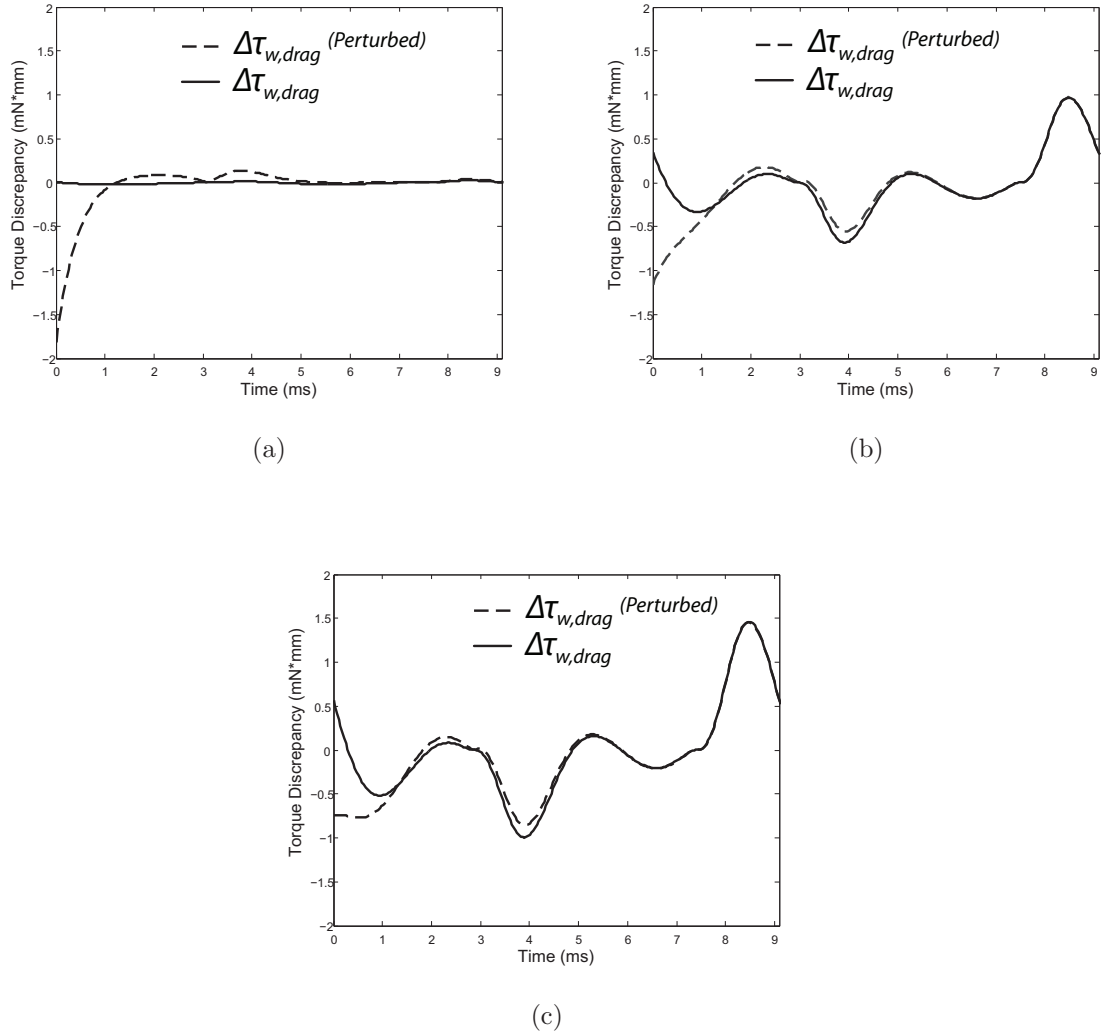 2
1.5
1
0.5
0
−0.5
−1
−1.5
−2
Torque Discrepancy (mN*mm)
Δτw,drag (Perturbed)
Δτw,drag
0 1 2 3 4 5 6 7 8 9
Time (ms)
(a)
2
1.5
1
0.5
0
−0.5
−1
−1.5
−2
Torque Discrepancy (mN*mm)
Δτw,drag (Perturbed)
Δτw,drag
0 1 2 3 4 5 6 7 8 9
Time (ms)
(b)
2
1.5
1
0.5
0
−0.5
−1
−1.5
−2
Torque Discrepancy (mN*mm)
Δτw,drag (Perturbed)
Δτw,drag
0 1 2 3 4 5 6 7 8 9
Time (ms)
(c)